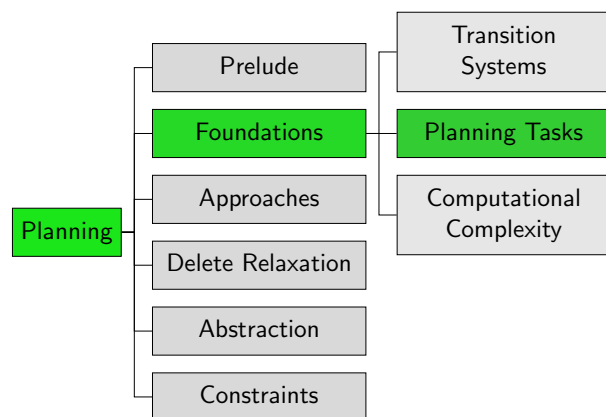 Planning
Prelude
Foundations
Approaches
Delete Relaxation
Abstraction
Constraints
Transition
Systems
Planning Tasks
Computational
Complexity